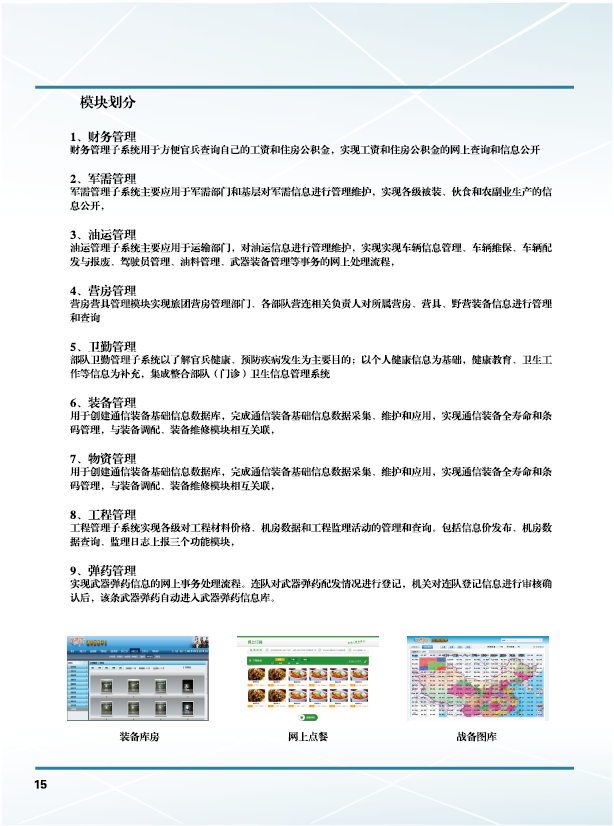 模块划分
1、财务管理
财务管理子系统用于方便官兵查询自己的工资和住房公积金，实现工资和住房公积金的网上查询和信息公开
2、军需管理
军需管理子系统主要应用于军需部门和基层对军需信息进行管理维护，实现各级被装、伙食和农副业生产的信
息公开，
3、油运管理
油运管理子系统主要应用于运输部门，对油运信息进行管理维护，实现实现车辆信息管理、车辆维保、车辆配
发与报废、驾驶员管理、油料管理、武器装备管理等事务的网上处理流程，
4、营房管理
营房营具管理模块实现旅团营房管理部门、各部队营连相关负责人对所属营房、营具、野营装备信息进行管理
和查询
5、卫勤管理
部队卫勤管理子系统以了解官兵健康、预防疾病发生为主要目的；以个人健康信息为基础，健康教育、卫生工
作等信息为补充，集成整合部队（门诊）卫生信息管理系统
6、装备管理
用于创建通信装备基础信息数据库，完成通信装备基础信息数据采集、维护和应用，实现通信装备全寿命和条
码管理，与装备调配、装备维修模块相互关联，
7、物资管理
用于创建通信装备基础信息数据库，完成通信装备基础信息数据采集、维护和应用，实现通信装备全寿命和条
码管理，与装备调配、装备维修模块相互关联，
8、工程管理
工程管理子系统实现各级对工程材料价格、机房数据和工程监理活动的管理和查询。包括信息价发布、机房数
据查询、监理日志上报三个功能模块，
9、弹药管理
实现武器弹药信息的网上事务处理流程。连队对武器弹药配发情况进行登记，机关对连队登记信息进行审核确
认后，该条武器弹药自动进入武器弹药信息库。
装备库房
网上点餐
战备图库
15